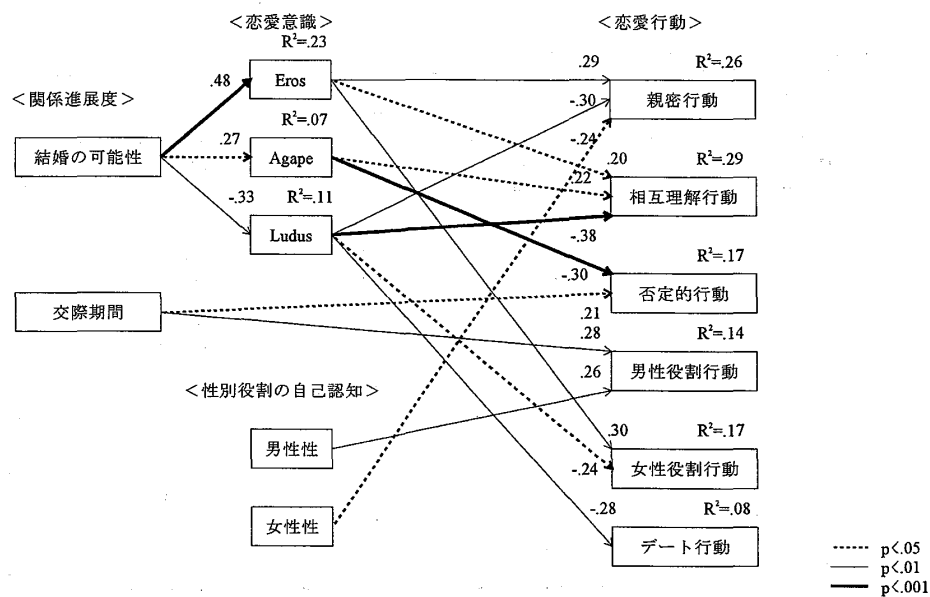 ＜恋愛意識＞
＜恋愛行動＞
R²=.23
.29
R²=.26
.48
Eros
親密行動
＜関係進展度＞
-.30
R²=.07
-.24
結婚の可能性
.27
Agape
.20
R²=.29
.22
相互理解行動
-.33
R²=.11
Ludus
-.38
R²=.17
-.30
否定的行動
交際期間
.21
.28
R²=.14
男性役割行動
.26
＜性別役割の自己認知＞
.30
R²=.17
男性性
女性役割行動
-.24
-.28
R²=.08
女性性
デート行動
p<.05
p<.01
p<.001